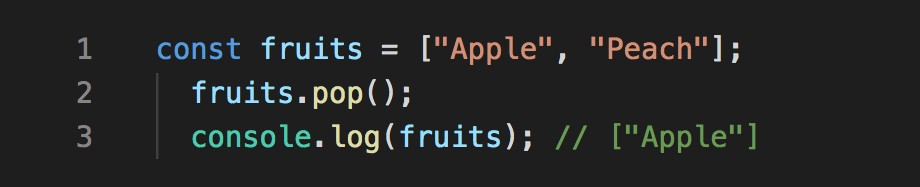 1 const fruits = ["Apple", "Peach"];
2 fruits.pop();
3 console.log(fruits); // ["Apple"]